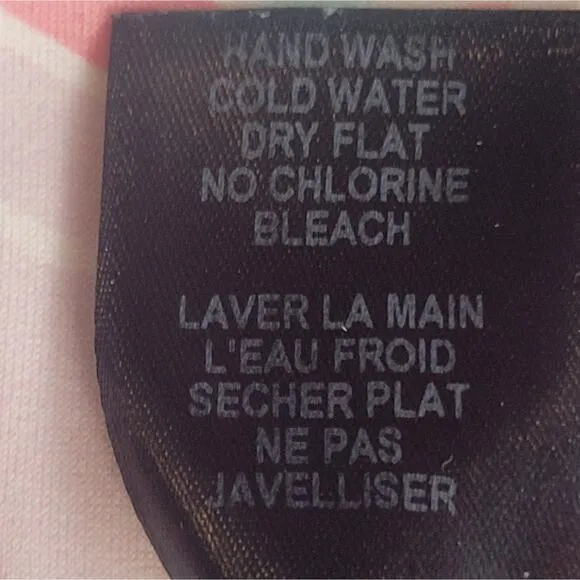 HAND WASH
COLD WATER
DRY FLAT
NO CHLORINE
BLEACH
LAVER LA MAIN
L'EAU FROID
SECHER PLAT
NE PAS
JAVELLISER